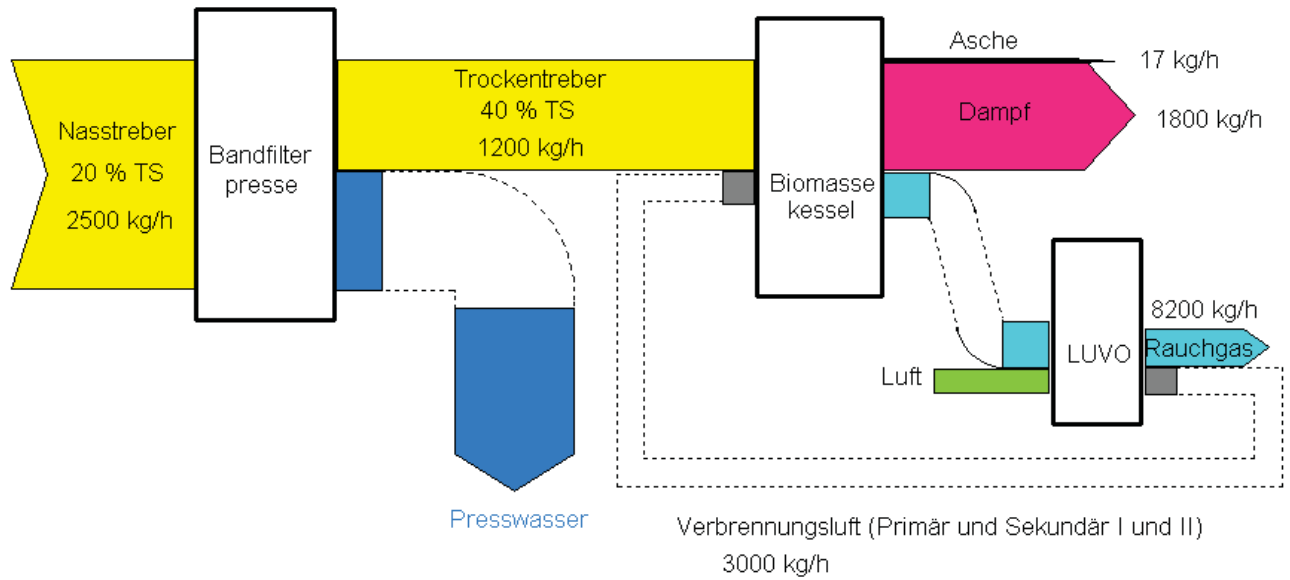 Nasstreber
20 % TS
2500 kg/h
Bandfilter
presse
Trockentreber
40 % TS
1200 kg/h
Presswasser
Biomasse
kessel
Asche
17 kg/h
Dampf
1800 kg/h
Luft
LUVO
8200 kg/h
Rauchgas
Verbrennungsluft (Primär und Sekundär I und II)
3000 kg/h